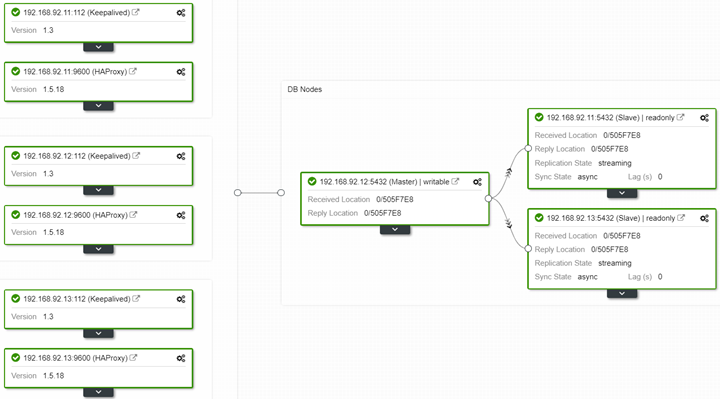 192.168.92.11:112 (Keepalived)
Version 1.3
192.168.92.11:9600 (HAProxy)
Version 1.5.18
192.168.92.12:112 (Keepalived)
Version 1.3
192.168.92.12:9600 (HAProxy)
Version 1.5.18
192.168.92.13:112 (Keepalived)
Version 1.3
192.168.92.13:9600 (HAProxy)
Version 1.5.18
DB Nodes
192.168.92.12:5432 (Master) | writable
Received Location 0/505F7E8
Reply Location 0/505F7E8
192.168.92.11:5432 (Slave) | readonly
Received Location 0/505F7E8
Reply Location 0/505F7E8
Replication State streaming
Sync State async Lag (s) 0
192.168.92.13:5432 (Slave) | readonly
Received Location 0/505F7E8
Reply Location 0/505F7E8
Replication State streaming
Sync State async Lag (s) 0